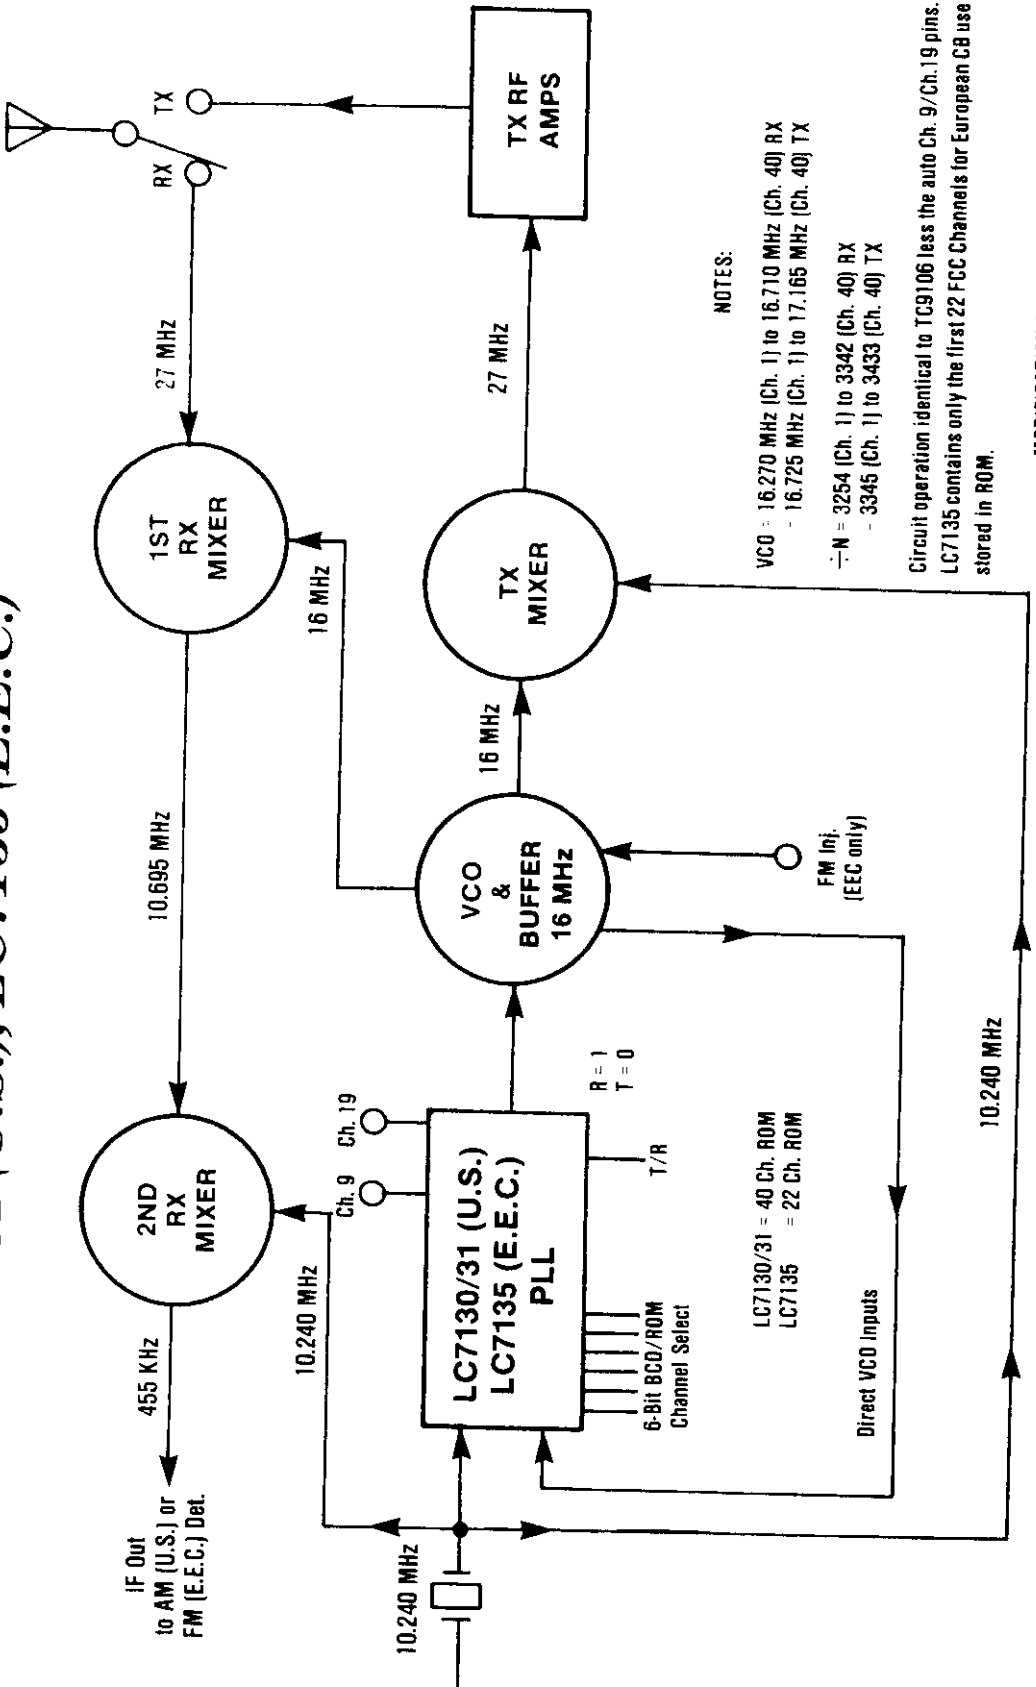 LC7135 (E.E.C.)
IF Out
to AM (U.S.) or
FM (E.E.C.) Det.
455 KHz
2ND
RX
MIXER
10.695 MHz
1ST
RX
MIXER
27 MHz
RX
TX
10.240 MHz
16 MHz
10.240 MHz
Ch. 9
Ch. 19
LC7130/31 (U.S.)
LC7135 (E.E.C.)
PLL
VCO
&
BUFFER
16 MHz
16 MHz
TX
MIXER
27 MHz
TX RF
AMPS
6-Bit BCD/ROM
Channel Select
T/R
R = 1
T = 0
LC7130/31 = 40 Ch. ROM
LC7135 = 22 Ch. ROM
FM Inj.
(EEC only)
Direct VCO Inputs
10.240 MHz
NOTES:
VCO - 16.270 MHz (Ch. 1) to 16.710 MHz (Ch. 40) RX
- 16.725 MHz (Ch. 1) to 17.165 MHz (Ch. 40) TX
÷N = 3254 (Ch. 1) to 3342 (Ch. 40) RX
- 3345 (Ch. 1) to 3433 (Ch. 40) TX
Circuit operation identical to TC9106 less the auto Ch. 9/Ch.19 pins.
LC7135 contains only the first 22 FCC Channels for European CB use
stored in ROM.